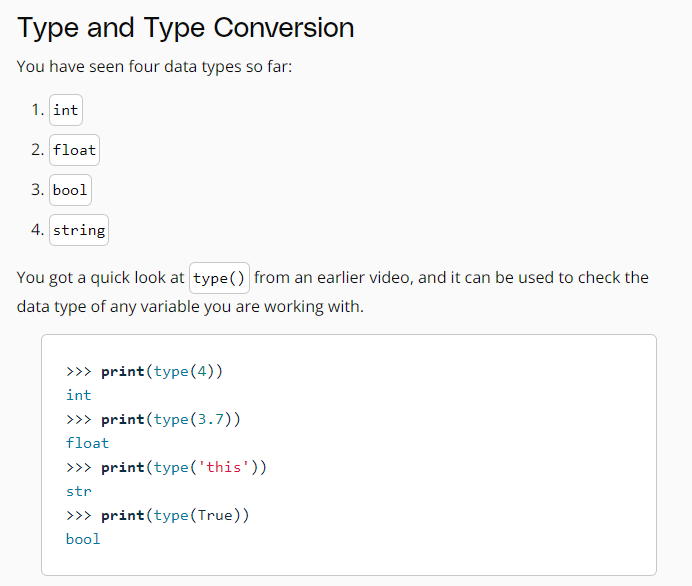 Type and Type Conversion
You have seen four data types so far:
1. int
2. float
3. bool
4. string
You got a quick look at type() from an earlier video, and it can be used to check the
data type of any variable you are working with.
>>> print(type(4))
int
>>> print(type(3.7))
float
>>> print(type('this'))
str
>>> print(type(True))
bool